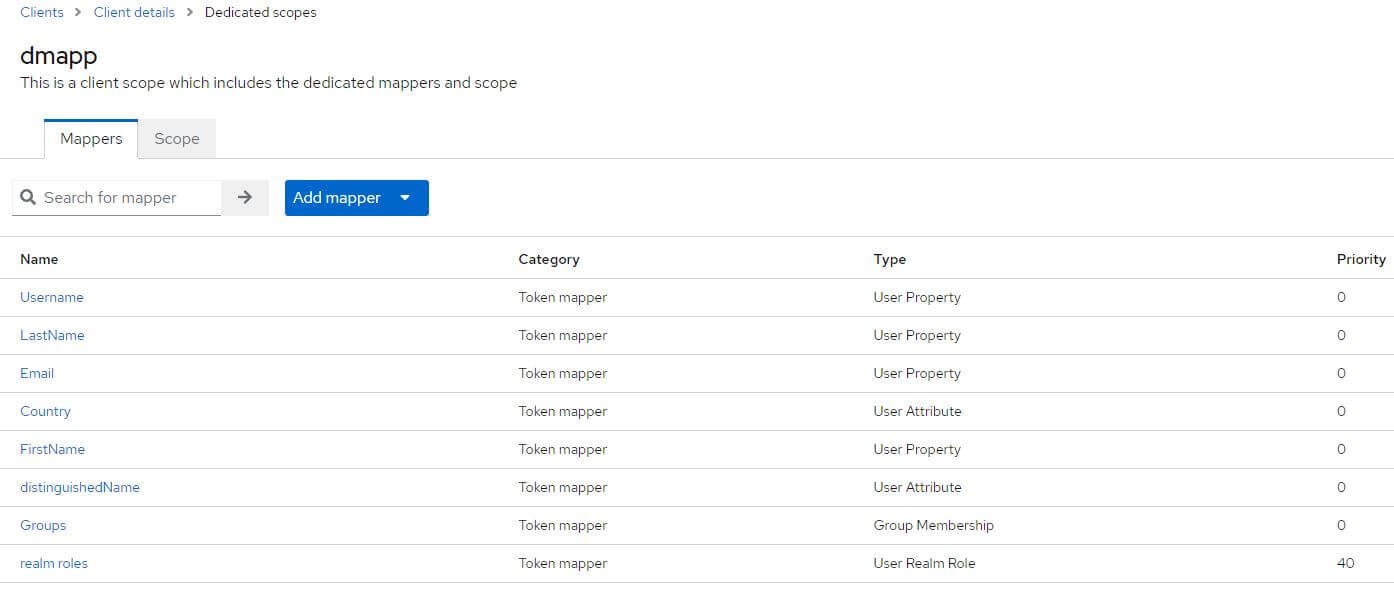 Clients > Client details > Dedicated scopes
dmapp
This is a client scope which includes the dedicated mappers and scope
Mappers Scope
Search for mapper Add mapper
Name Category Type Priority
Username Token mapper User Property 0
LastName Token mapper User Property 0
Email Token mapper User Property 0
Country Token mapper User Attribute 0
FirstName Token mapper User Property 0
distinguishedName Token mapper User Attribute 0
Groups Token mapper Group Membership 0
realm roles Token mapper User Realm Role 40